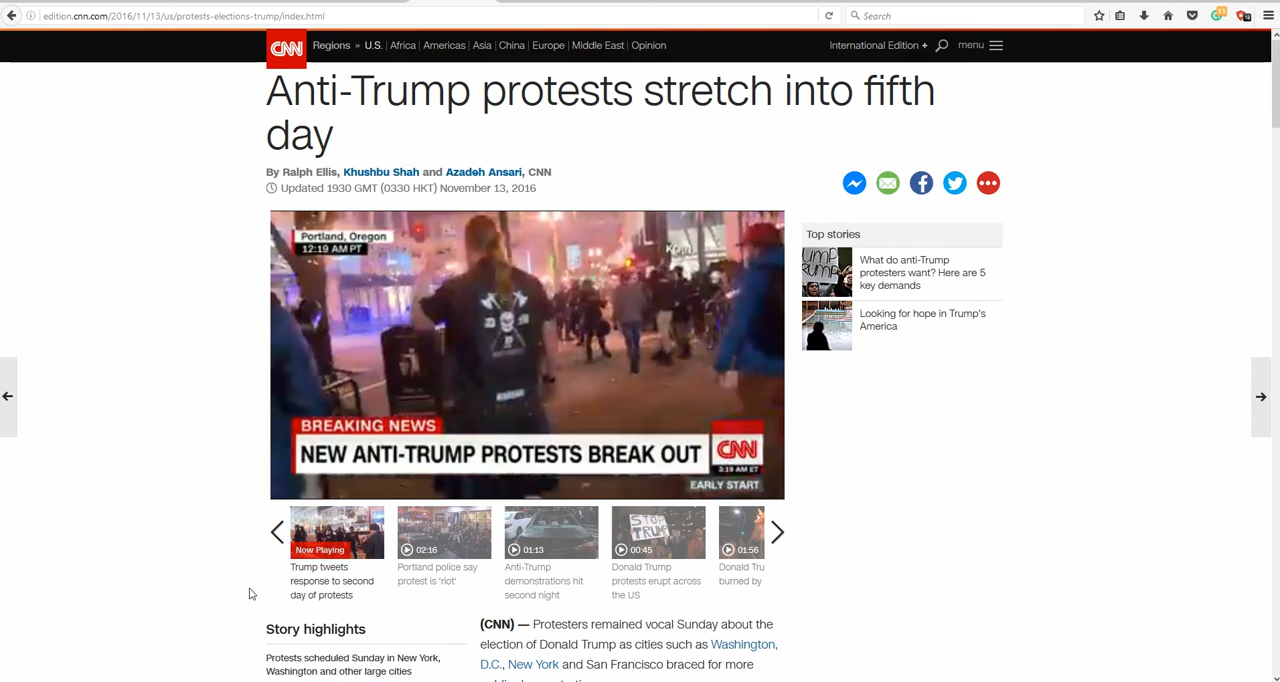 edition.cnn.com/2016/11/13/us/protests-elections-trump/index.html
Search
11
CNN
Regions » U.S. | Africa | Americas | Asia | China | Europe | Middle East | Opinion
International Edition +
menu
Anti-Trump protests stretch into fifth
day
By Ralph Ellis, Khushbu Shah and Azadeh Ansari, CNN
Updated 1930 GMT (0330 HKT) November 13, 2016
Portland, Oregon
12:19 AM PT
BREAKING NEWS
NEW ANTI-TRUMP PROTESTS BREAK OUT
CNN
3:19 AM ET
EARLY START
Top stories
What do anti-Trump
protesters want? Here are 5
key demands
Looking for hope in Trump's
America
Now Playing
Trump tweets
response to second
day of protests
02:16
Portland police say
protest is 'riot'
01:13
Anti-Trump
demonstrations hit
second night
STOP
TRUMP
00:45
Donald Trump
protests erupt across
the US
01:56
Donald Tru
burned by
Story highlights
Protests scheduled Sunday in New York,
Washington and other large cities
(CNN) — Protesters remained vocal Sunday about the
election of Donald Trump as cities such as Washington,
D.C., New York and San Francisco braced for more